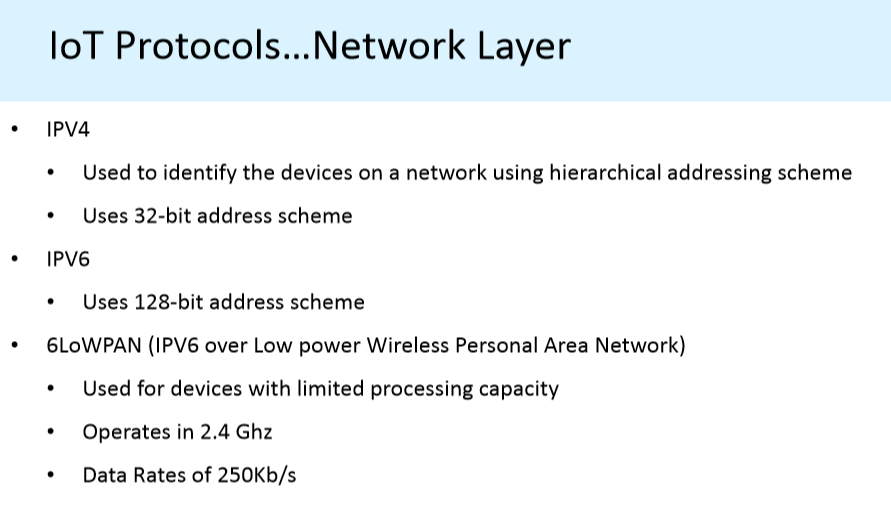 IoT Protocols...Network Layer
• IPV4
• Used to identify the devices on a network using hierarchical addressing scheme
• Uses 32-bit address scheme
• IPV6
• Uses 128-bit address scheme
• 6LoWPAN (IPV6 over Low power Wireless Personal Area Network)
• Used for devices with limited processing capacity
• Operates in 2.4 Ghz
• Data Rates of 250Kb/s